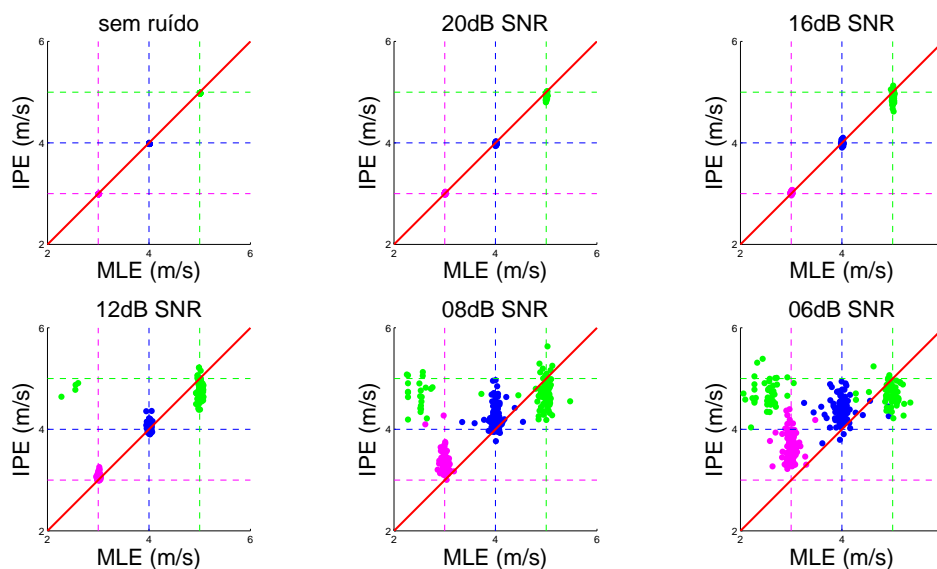 sem ruído
20dB SNR
16dB SNR
6
6
6
IPE (m/s)
IPE (m/s)
IPE (m/s)
4
4
4
2
2
2
2 4 6
2 4 6
2 4
MLE (m/s)
MLE (m/s)
MLE (m/s)
12dB SNR
08dB SNR
06dB SNR
6
6
6
IPE (m/s)
IPE (m/s)
IPE (m/s)
4
4
4
2
2
2
2 4 6
2 4 6
2 4
MLE (m/s)
MLE (m/s)
MLE (m/s)